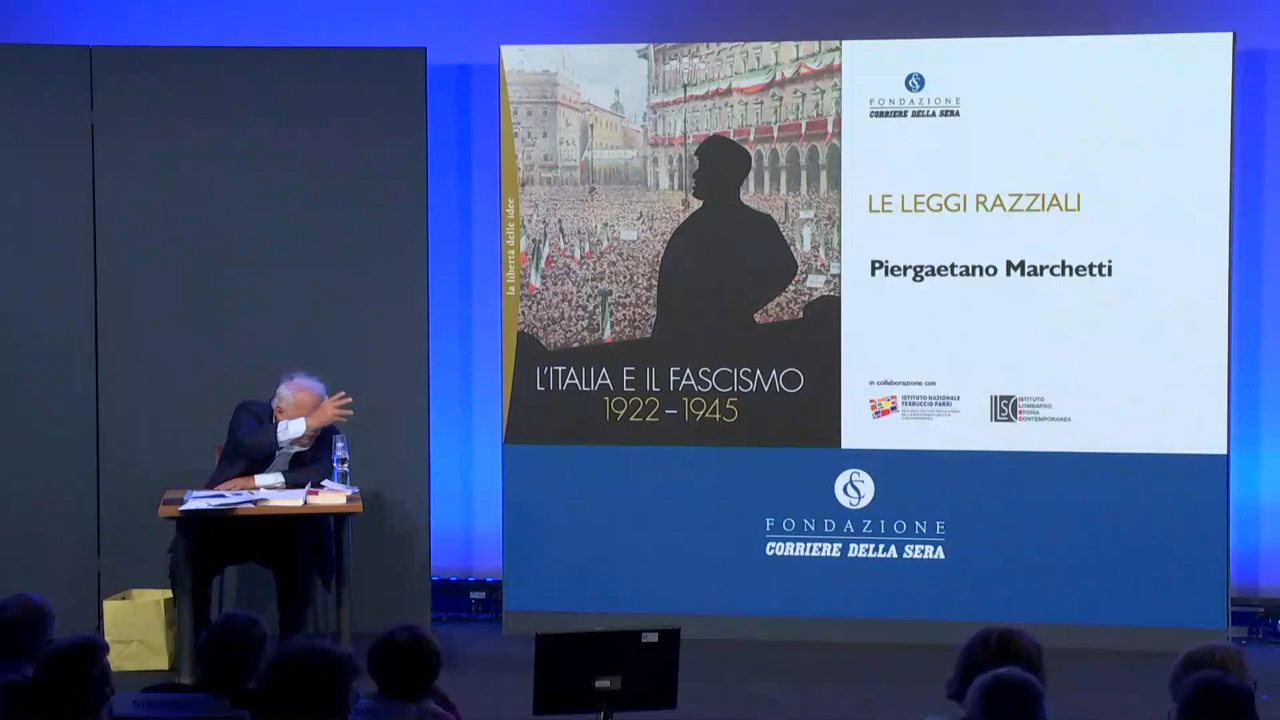 la libertà delle idee
L'ITALIA E IL FASCISMO
1922–1945
FONDAZIONE
CORRIERE DELLA SERA
LE LEGGI RAZZIALI
Piergaetano Marchetti
in collaborazione con
ISTITUTO NAZIONALE
FERRUCCIO PARRI
ISTITUTO
LOMBARDO
STORIA
CONTEMPORANEA
FONDAZIONE
CORRIERE DELLA SERA